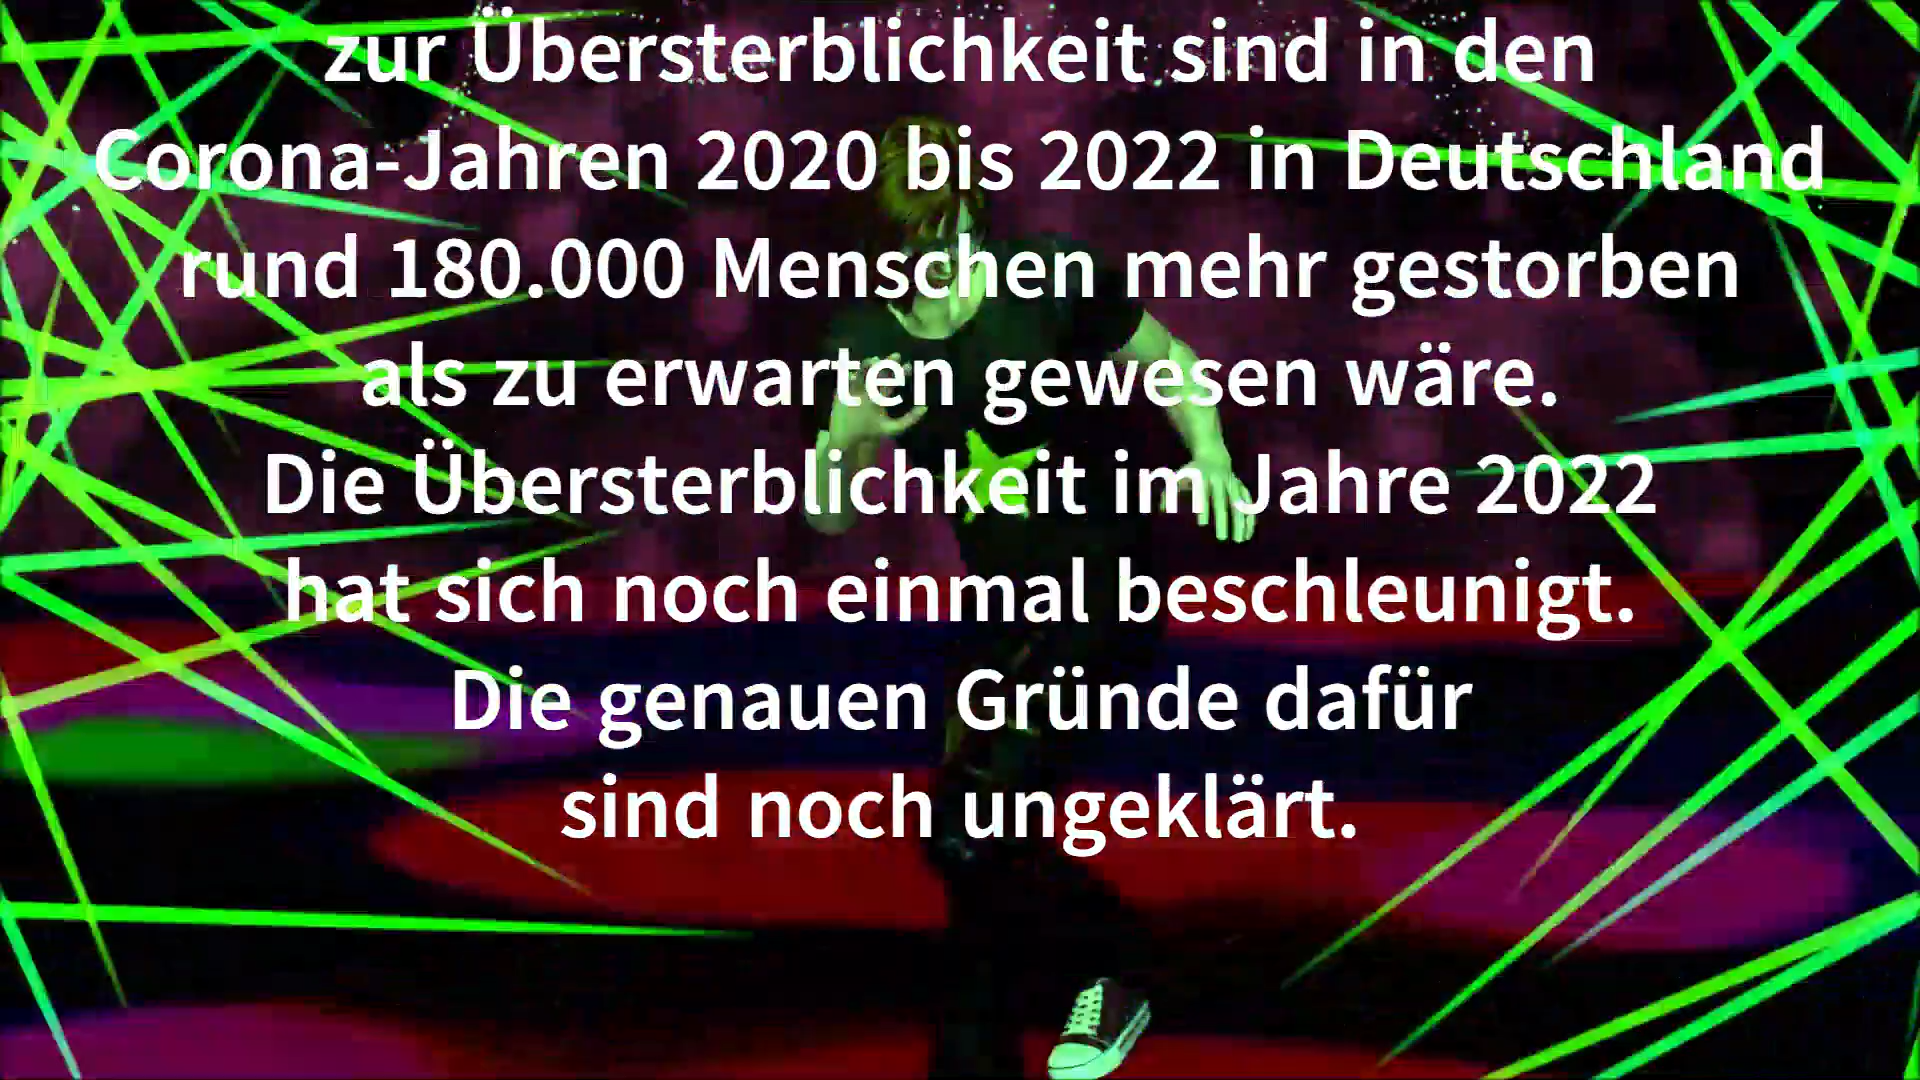 zur Übersterblichkeit sind in den
Corona-Jahren 2020 bis 2022 in Deutschland
rund 180.000 Menschen mehr gestorben
als zu erwarten gewesen wäre.
Die Übersterblichkeit im Jahre 2022
hat sich noch einmal beschleunigt.
Die genauen Gründe dafür
sind noch ungeklärt.